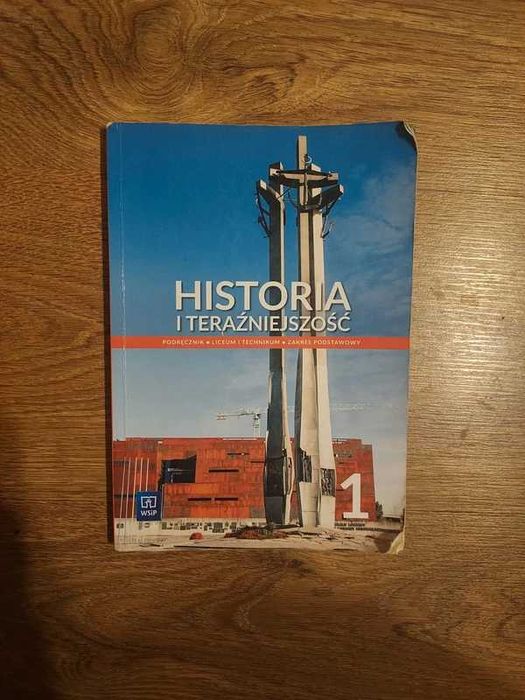 HISTORIA
I TERAŹNIEJSZOŚĆ
PODRĘCZNIK • LICEUM I TECHNIKUM • ZAKRES PODSTAWOWY
1
WSiP